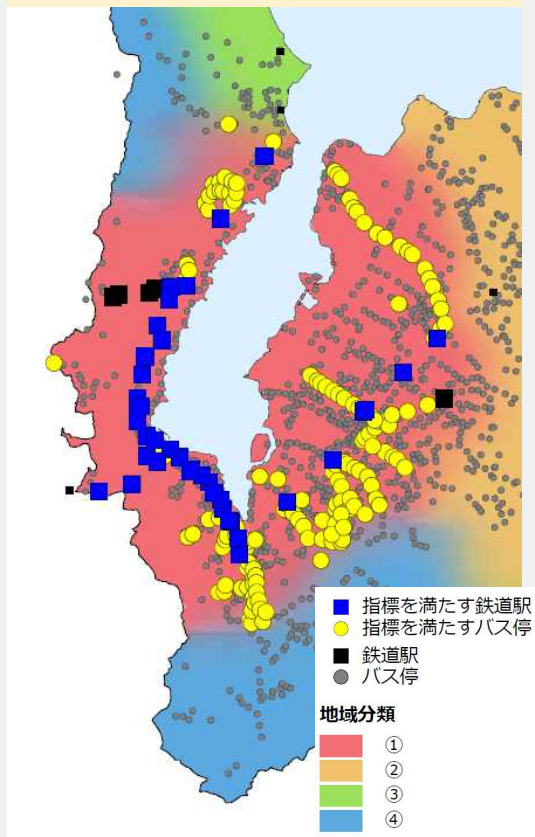 指標を満たす鉄道駅
指標を満たすバス停
鉄道駅
バス停
地域分類
①
②
③
④